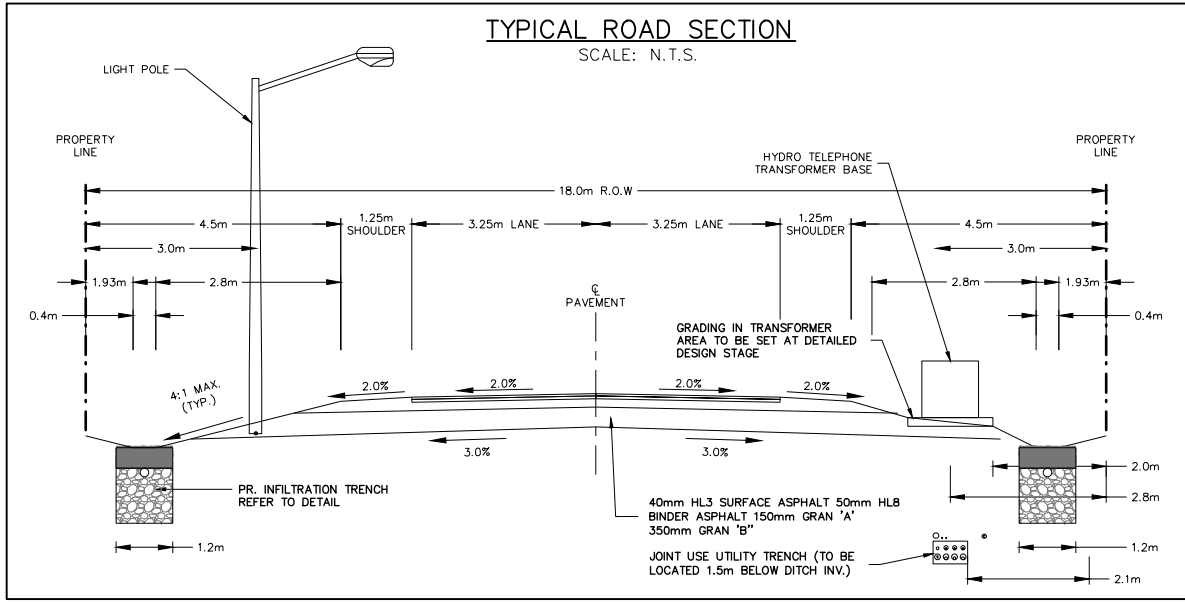 TYPICAL ROAD SECTION
SCALE: N.T.S.
LIGHT POLE
PROPERTY
LINE
PROPERTY
LINE
HYDRO TELEPHONE
TRANSFORMER BASE
18.0m R.O.W
4.5m
1.25m
SHOULDER
3.25m LANE
3.25m LANE
1.25m
SHOULDER
4.5m
3.0m
3.0m
1.93m
2.8m
2.8m
1.93m
0.4m
0.4m
℄
PAVEMENT
GRADING IN TRANSFORMER
AREA TO BE SET AT DETAILED
DESIGN STAGE
4:1 MAX.
(TYP.)
2.0%
2.0%
2.0%
2.0%
3.0%
3.0%
PR. INFILTRATION TRENCH
REFER TO DETAIL
2.0m
2.8m
40mm HL3 SURFACE ASPHALT 50mm HL8
BINDER ASPHALT 150mm GRAN 'A'
350mm GRAN 'B"
JOINT USE UTILITY TRENCH (TO BE
LOCATED 1.5m BELOW DITCH INV.)
1.2m
1.2m
2.1m